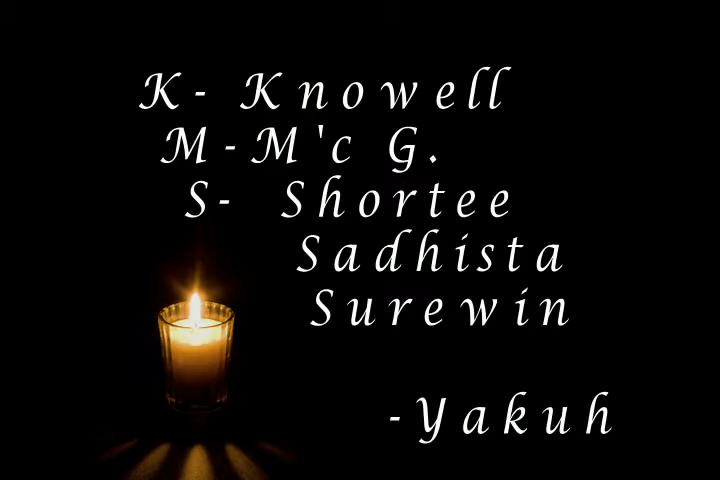 K- Knowell
M-M'c G.
S- Shortee
Sadhista
Surewin
-Yakuh